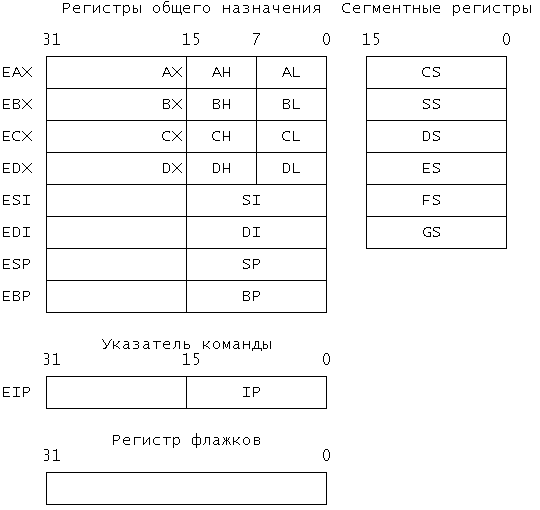 Регистры общего назначения Сегментные регистры
31 15 7 0 15 0
EAX AX AH AL CS
EBX BX BH BL SS
ECX CX CH CL DS
EDX DX DH DL ES
ESI SI FS
EDI DI GS
ESP SP
EBP BP
Указатель команды
31 15 0
EIP IP
Регистр флажков
31 0